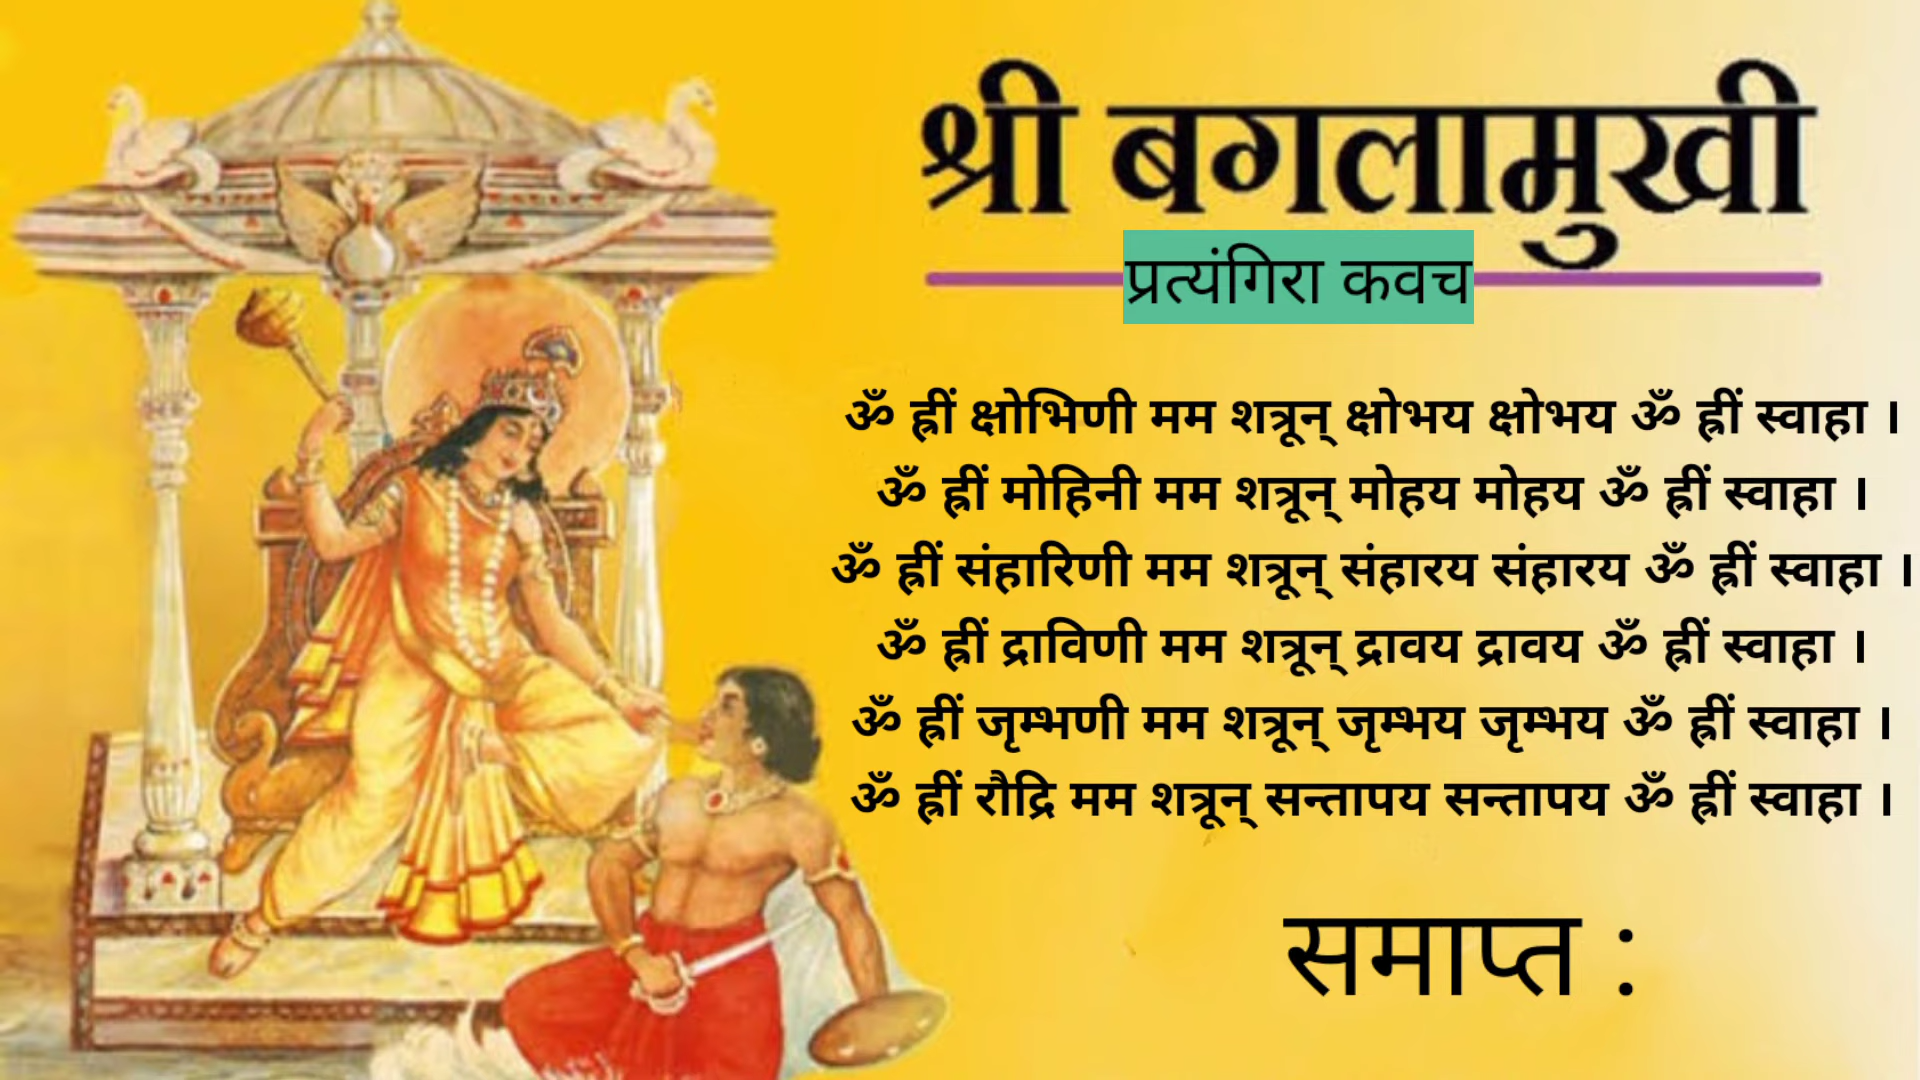 श्री बगलामुखी
प्रत्यंगिरा कवच
ॐ ह्रीं क्षोभिणी मम शत्रून् क्षोभय क्षोभय ॐ ह्रीं स्वाहा ।
ॐ ह्रीं मोहिनी मम शत्रून् मोहय मोहय ॐ ह्रीं स्वाहा ।
ॐ ह्रीं संहारिणी मम शत्रून् संहारय संहारय ॐ ह्रीं स्वाहा ।
ॐ ह्रीं द्राविणी मम शत्रून् द्रावय द्रावय ॐ ह्रीं स्वाहा ।
ॐ ह्रीं जृम्भणी मम शत्रून् जृम्भय जृम्भय ॐ ह्रीं स्वाहा ।
ॐ ह्रीं रौद्रि मम शत्रून् सन्तापय सन्तापय ॐ ह्रीं स्वाहा ।
समाप्त :